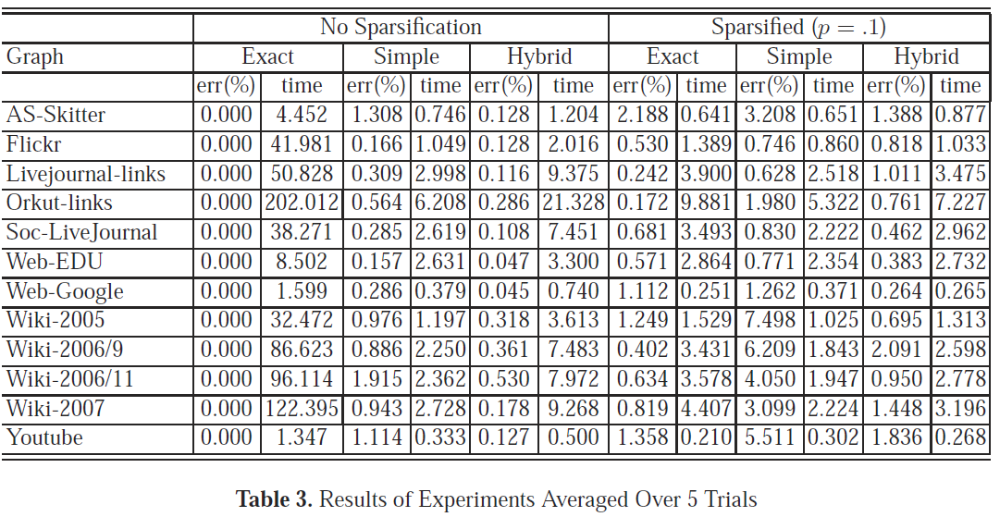 No Sparsification Sparsified (p = .1)
Graph Exact Simple Hybrid Exact Simple Hybrid
err(%) time err(%) time err(%) time err(%) time err(%) time err(%) time
AS-Skitter 0.000 4.452 1.308 0.746 0.128 1.204 2.188 0.641 3.208 0.651 1.388 0.877
Flickr 0.000 41.981 0.166 1.049 0.128 2.016 0.530 1.389 0.746 0.860 0.818 1.033
Livejournal-links 0.000 50.828 0.309 2.998 0.116 9.375 0.242 3.900 0.628 2.518 1.011 3.475
Orkut-links 0.000 202.012 0.564 6.208 0.286 21.328 0.172 9.881 1.980 5.322 0.761 7.227
Soc-LiveJournal 0.000 38.271 0.285 2.619 0.108 7.451 0.681 3.493 0.830 2.222 0.462 2.962
Web-EDU 0.000 8.502 0.157 2.631 0.047 3.300 0.571 2.864 0.771 2.354 0.383 2.732
Web-Google 0.000 1.599 0.286 0.379 0.045 0.740 1.112 0.251 1.262 0.371 0.264 0.265
Wiki-2005 0.000 32.472 0.976 1.197 0.318 3.613 1.249 1.529 7.498 1.025 0.695 1.313
Wiki-2006/9 0.000 86.623 0.886 2.250 0.361 7.483 0.402 3.431 6.209 1.843 2.091 2.598
Wiki-2006/11 0.000 96.114 1.915 2.362 0.530 7.972 0.634 3.578 4.050 1.947 0.950 2.778
Wiki-2007 0.000 122.395 0.943 2.728 0.178 9.268 0.819 4.407 3.099 2.224 1.448 3.196
Youtube 0.000 1.347 1.114 0.333 0.127 0.500 1.358 0.210 5.511 0.302 1.836 0.268
Table 3. Results of Experiments Averaged Over 5 Trials